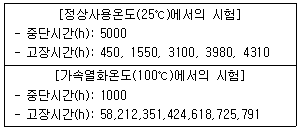 [정상사용온도(25℃)에서의 시험]
- 중단시간(h): 5000
- 고장시간(h): 450, 1550, 3100, 3980, 4310
[가속열화온도(100℃)에서의 시험]
- 중단시간(h): 1000
- 고장시간(h): 58,212,351,424,618,725,791